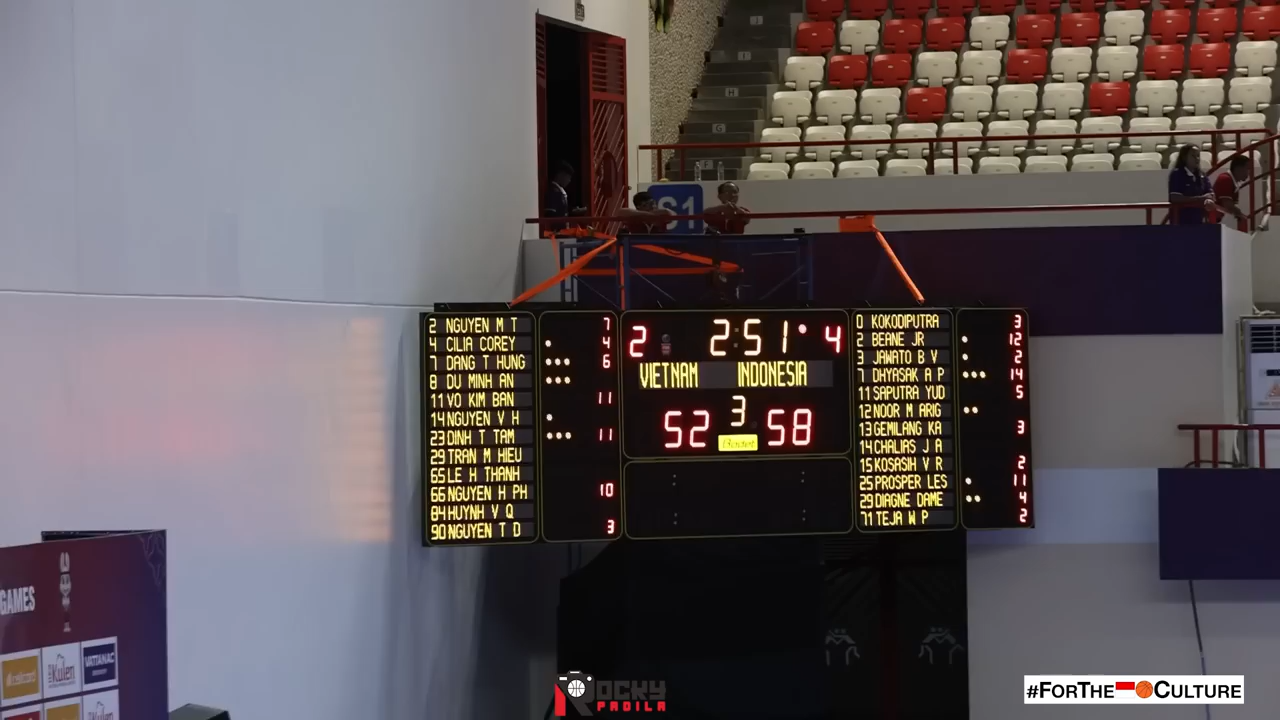 I
I
H
G
F
S1
2 NGUYEN M T 7
4 CILIA COREY 4
7 DANG T HUNG 6
8 DU MINH AN
11 VO KIM BAN 11
14 NGUYEN V H
23 DINH T TAM 11
29 TRAN M HIEU
65 LE H THANH
66 NGUYEN H PH 10
84 HUYNH V Q
90 NGUYEN T D 3
2 2:51 4
VIETNAM INDONESIA
3
52 58
Bodet
0 KOKODIPUTRA 3
2 BEANE JR 12
3 JAWATO B V 2
7 DHYASAK A P 14
11 SAPUTRA YUD 5
12 NOOR M ARIG
13 GEMILANG KA 3
14 CHALIAS J A
15 KOSASIH V R 2
25 PROSPER LES 11
29 DIAGNE DAME 4
71 TEJA W P 2
GAMES
Kulen
VATTANAC
ROCKY
PADILA
#FORTHE CULTURE